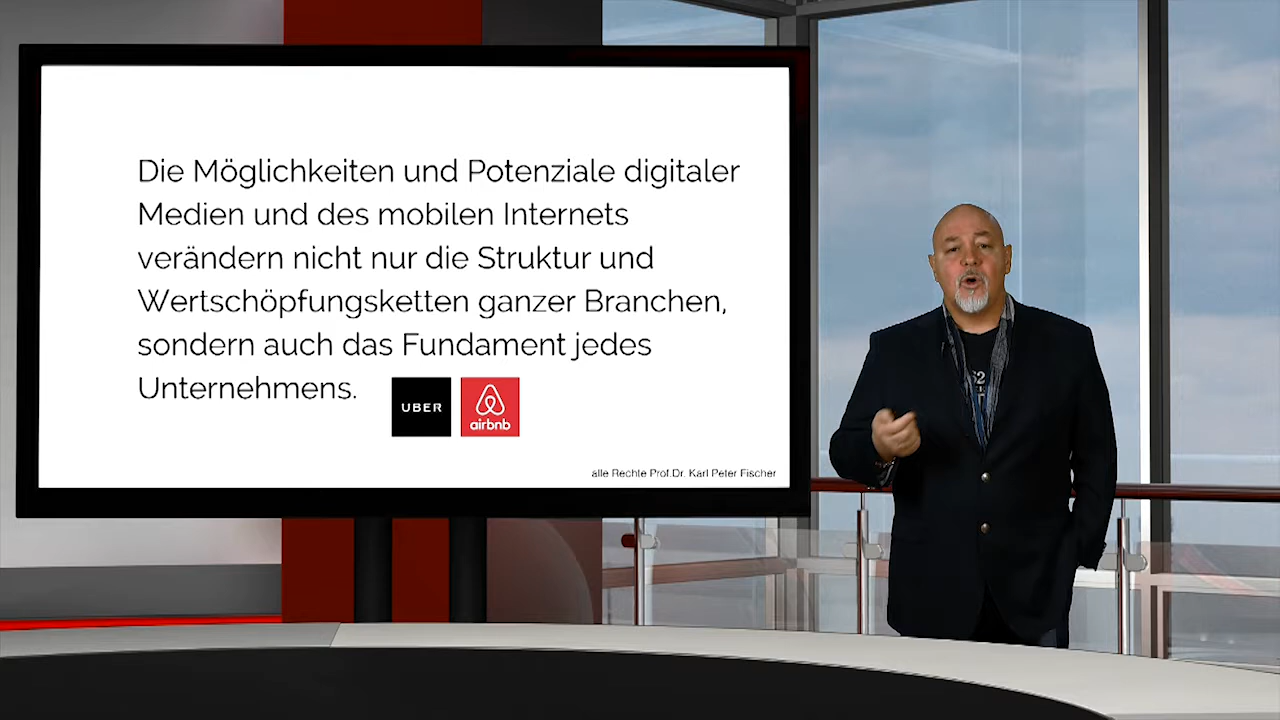 Die Möglichkeiten und Potenziale digitaler
Medien und des mobilen Internets
verändern nicht nur die Struktur und
Wertschöpfungsketten ganzer Branchen,
sondern auch das Fundament jedes
Unternehmens.
UBER
airbnb
alle Rechte Prof.Dr. Karl Peter Fischer